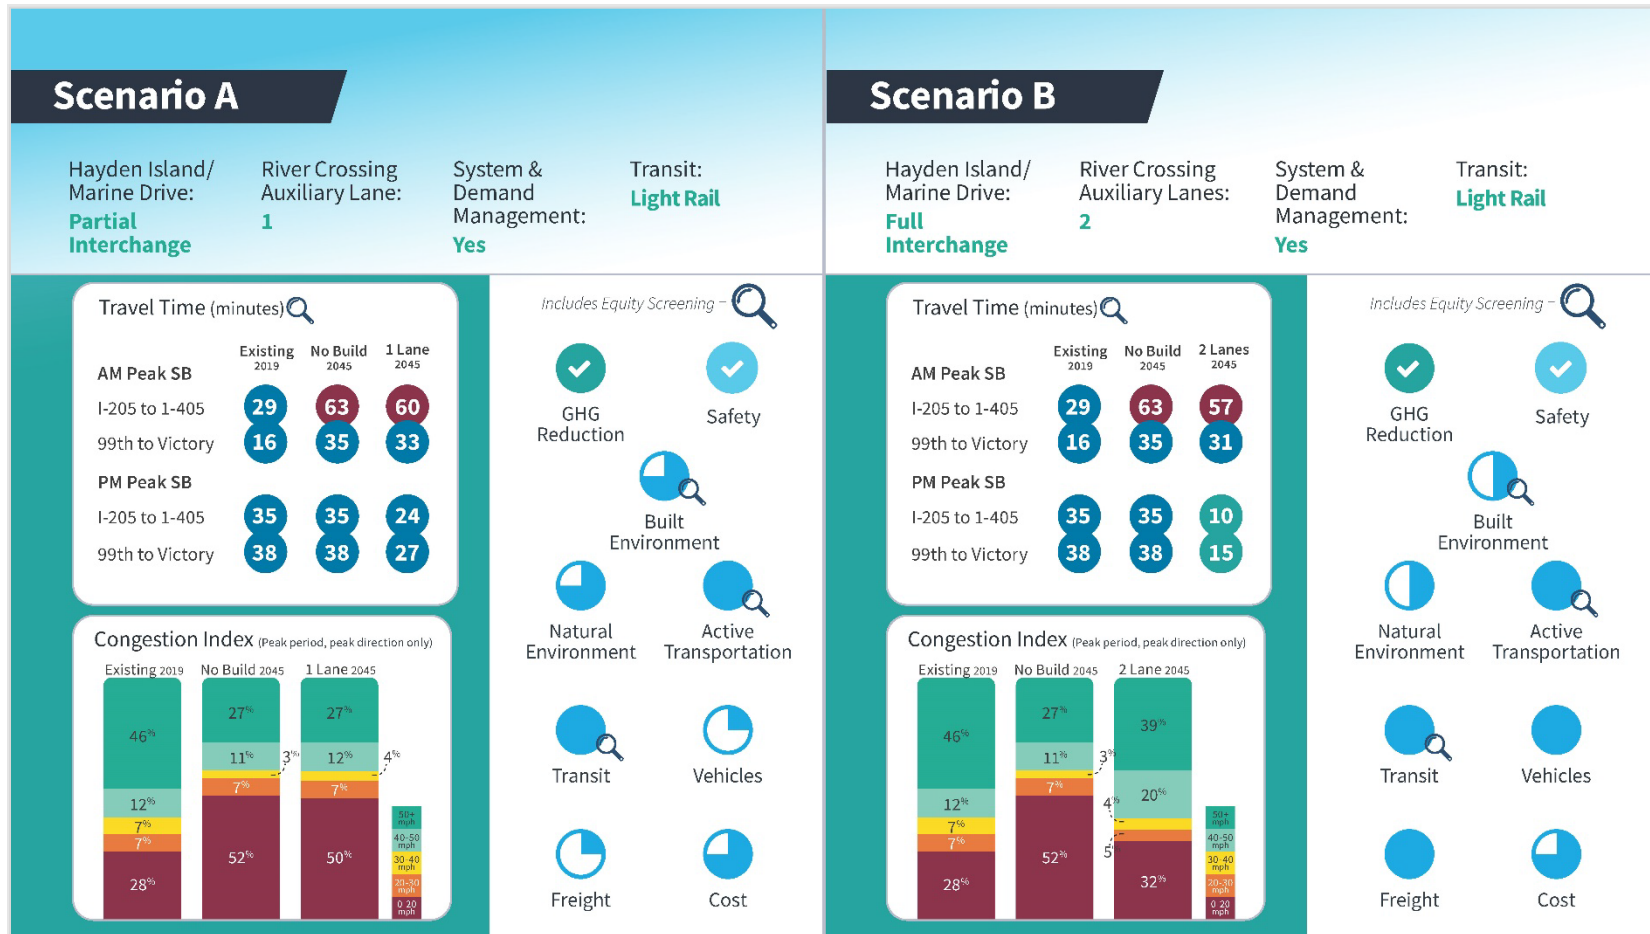 Scenario A
Hayden Island/
Marine Drive:
Partial
Interchange
River Crossing
Auxiliary Lane:
1
System &
Demand
Management:
Yes
Transit:
Light Rail
Travel Time (minutes)
Existing 2019
No Build 2045
1 Lane 2045
AM Peak SB
I-205 to 1-405 29 63 60
99th to Victory 16 35 33
PM Peak SB
I-205 to 1-405 35 35 24
99th to Victory 38 38 27
Congestion Index (Peak period, peak direction only)
Existing 2019
No Build 2045
1 Lane 2045
46%
12%
7%
7%
28%
27%
11%
3%
7%
52%
27%
12%
4%
7%
50%
50+
mph
40-50
mph
30-40
mph
20-30
mph
0-20
mph
Includes Equity Screening –
GHG
Reduction
Safety
Built
Environment
Natural
Environment
Active
Transportation
Transit
Vehicles
Freight
Cost
Scenario B
Hayden Island/
Marine Drive:
Full
Interchange
River Crossing
Auxiliary Lanes:
2
System &
Demand
Management:
Yes
Transit:
Light Rail
Travel Time (minutes)
Existing 2019
No Build 2045
2 Lanes 2045
AM Peak SB
I-205 to 1-405 29 63 57
99th to Victory 16 35 31
PM Peak SB
I-205 to 1-405 35 35 10
99th to Victory 38 38 15
Congestion Index (Peak period, peak direction only)
Existing 2019
No Build 2045
2 Lane 2045
46%
12%
7%
7%
28%
27%
11%
3%
7%
52%
39%
20%
4%
5%
32%
50+
mph
40-50
mph
30-40
mph
20-30
mph
0-20
mph
Includes Equity Screening –
GHG
Reduction
Safety
Built
Environment
Natural
Environment
Active
Transportation
Transit
Vehicles
Freight
Cost